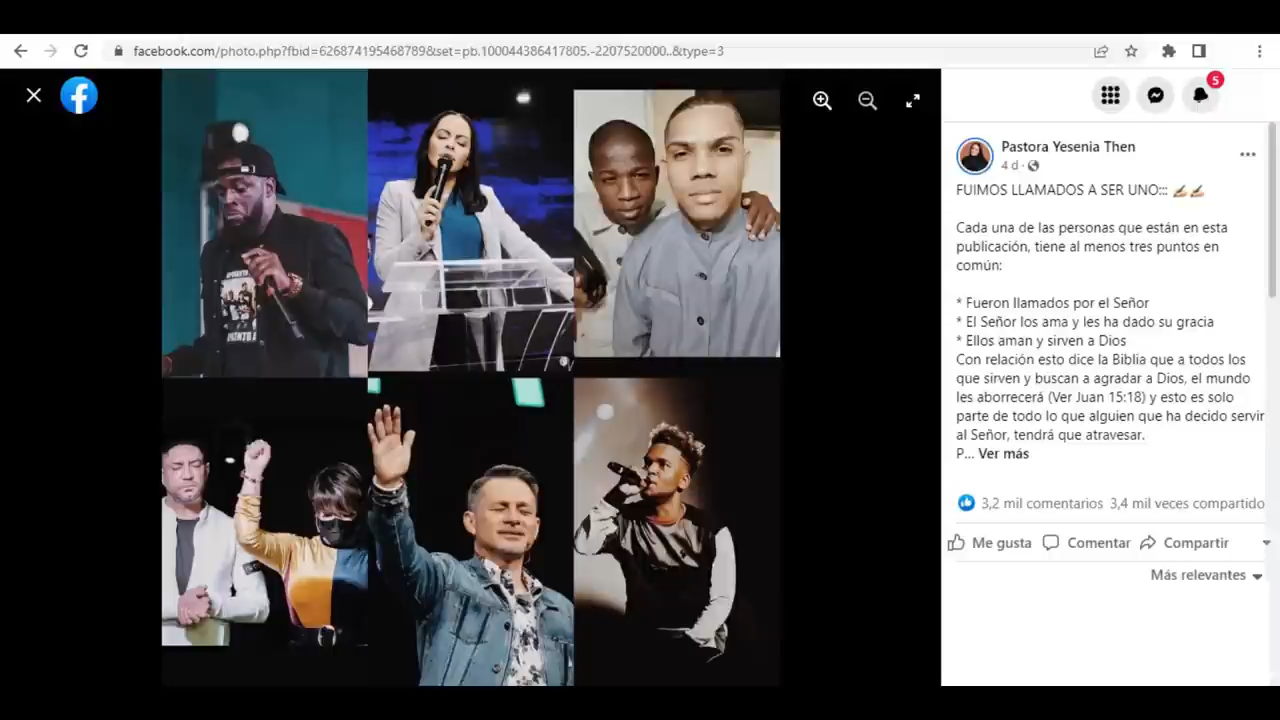 facebook.com/photo.php?fbid=626874195468789&set=pb.100044386417805.-2207520000..&type=3
5
Pastora Yesenia Then
4 d ·
FUIMOS LLAMADOS A SER UNO:::
Cada una de las personas que están en esta
publicación, tiene al menos tres puntos en
común:
* Fueron llamados por el Señor
* El Señor los ama y les ha dado su gracia
* Ellos aman y sirven a Dios
Con relación esto dice la Biblia que a todos los
que sirven y buscan a agradar a Dios, el mundo
les aborrecerá (Ver Juan 15:18) y esto es solo
parte de todo lo que alguien que ha decido servir
al Señor, tendrá que atravesar.
P... Ver más
3,2 mil comentarios 3,4 mil veces compartido
Me gusta Comentar Compartir
Más relevantes